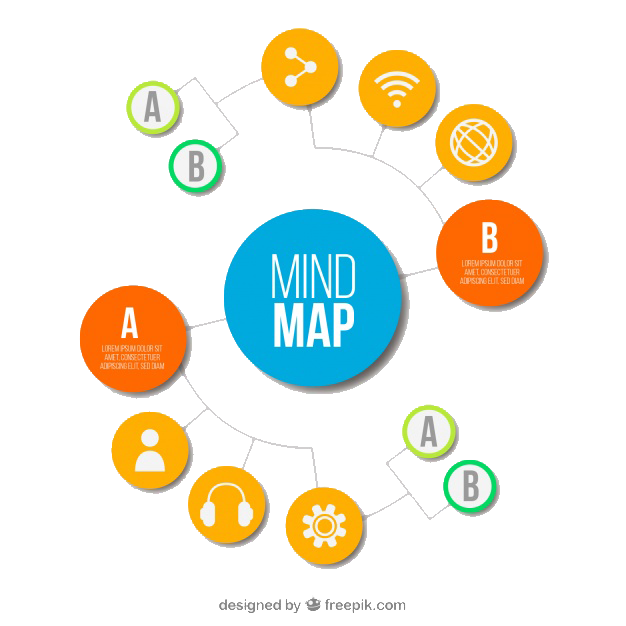 A
B
B
LOREM IPSUM DOLOR SIT
AMET, CONSECTETUER
ADIPISCING ELIT, SED DIAM
MIND
MAP
A
LOREM IPSUM DOLOR SIT
AMET, CONSECTETUER
ADIPISCING ELIT, SED DIAM
A
B
designed by freepik.com